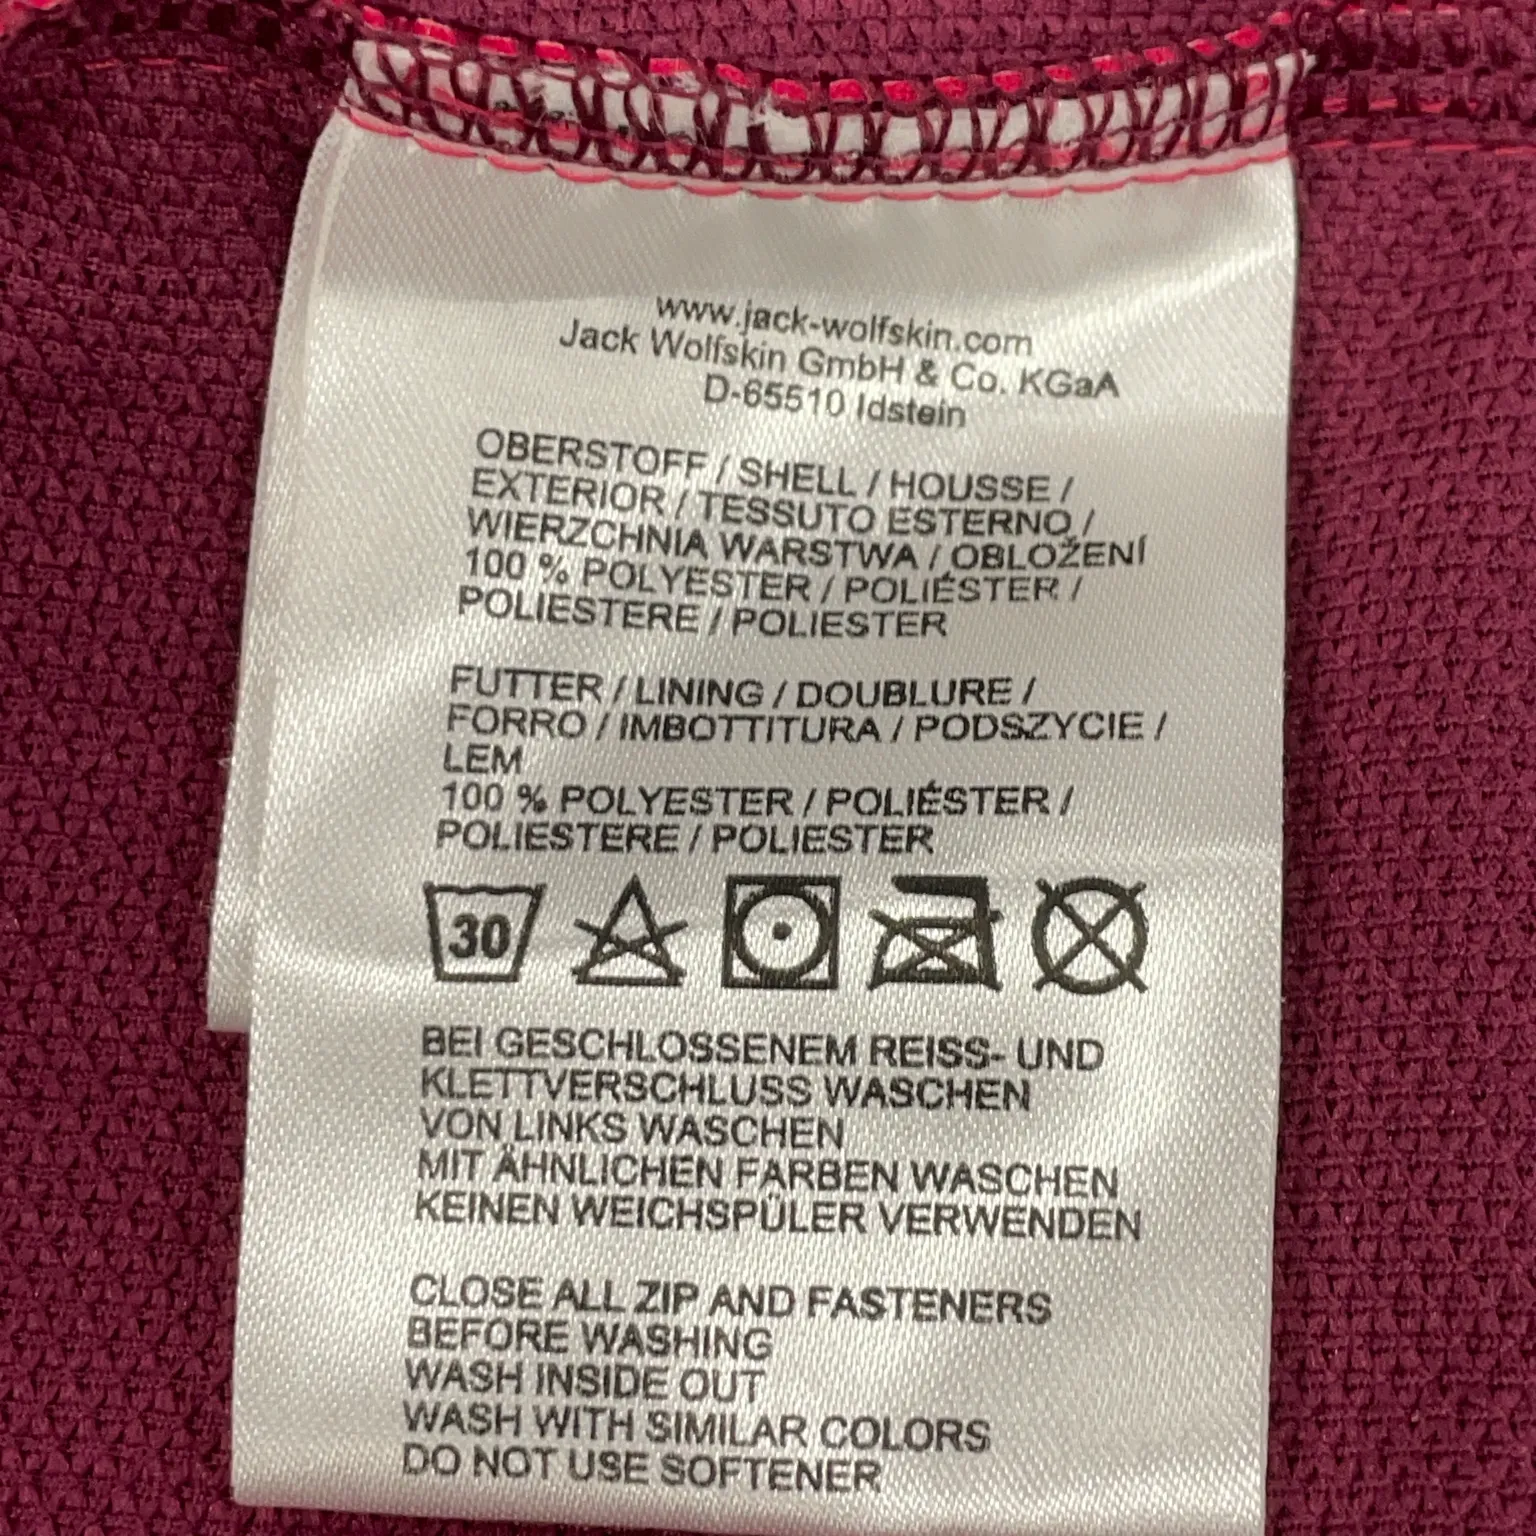 www.jack-wolfskin.com
Jack Wolfskin GmbH & Co. KGaA
D-65510 Idstein
OBERSTOFF / SHELL / HOUSSE /
EXTERIOR / TESSUTO ESTERNO /
WIERZCHNIA WARSTWA / OBLOŽENÍ
100 % POLYESTER / POLIÉSTER /
POLIESTERE / POLIESTER
FUTTER / LINING / DOUBLURE /
FORRO / IMBOTTITURA / PODSZYCIE /
LEM
100 % POLYESTER / POLIÉSTER /
POLIESTERE / POLIESTER
30
BEI GESCHLOSSENEM REISS- UND
KLETTVERSCHLUSS WASCHEN
VON LINKS WASCHEN
MIT ÄHNLICHEN FARBEN WASCHEN
KEINEN WEICHSPÜLER VERWENDEN
CLOSE ALL ZIP AND FASTENERS
BEFORE WASHING
WASH INSIDE OUT
WASH WITH SIMILAR COLORS
DO NOT USE SOFTENER